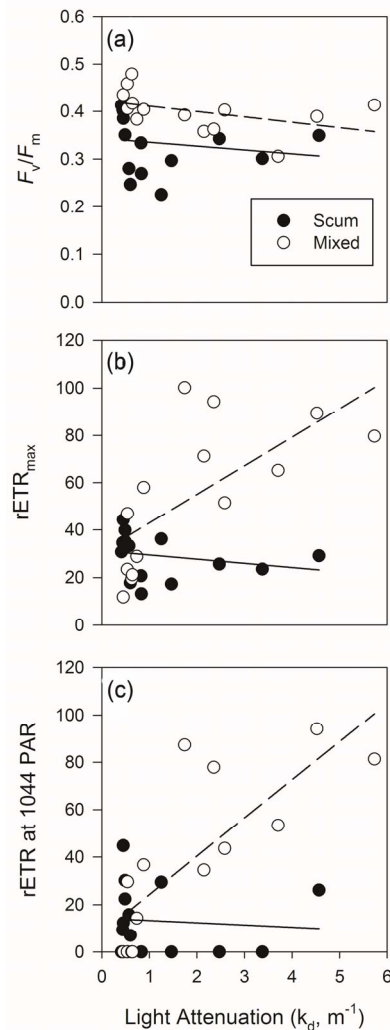 (a)
0.6
0.5
0.4
0.3
0.2
0.1
0.0
Fv/Fm
Scum
Mixed
(b)
120
100
80
60
40
20
0
rETRmax
(c)
120
100
80
60
40
20
0
rETR at 1044 PAR
0 1 2 3 4 5 6
Light Attenuation (kd, m-1)